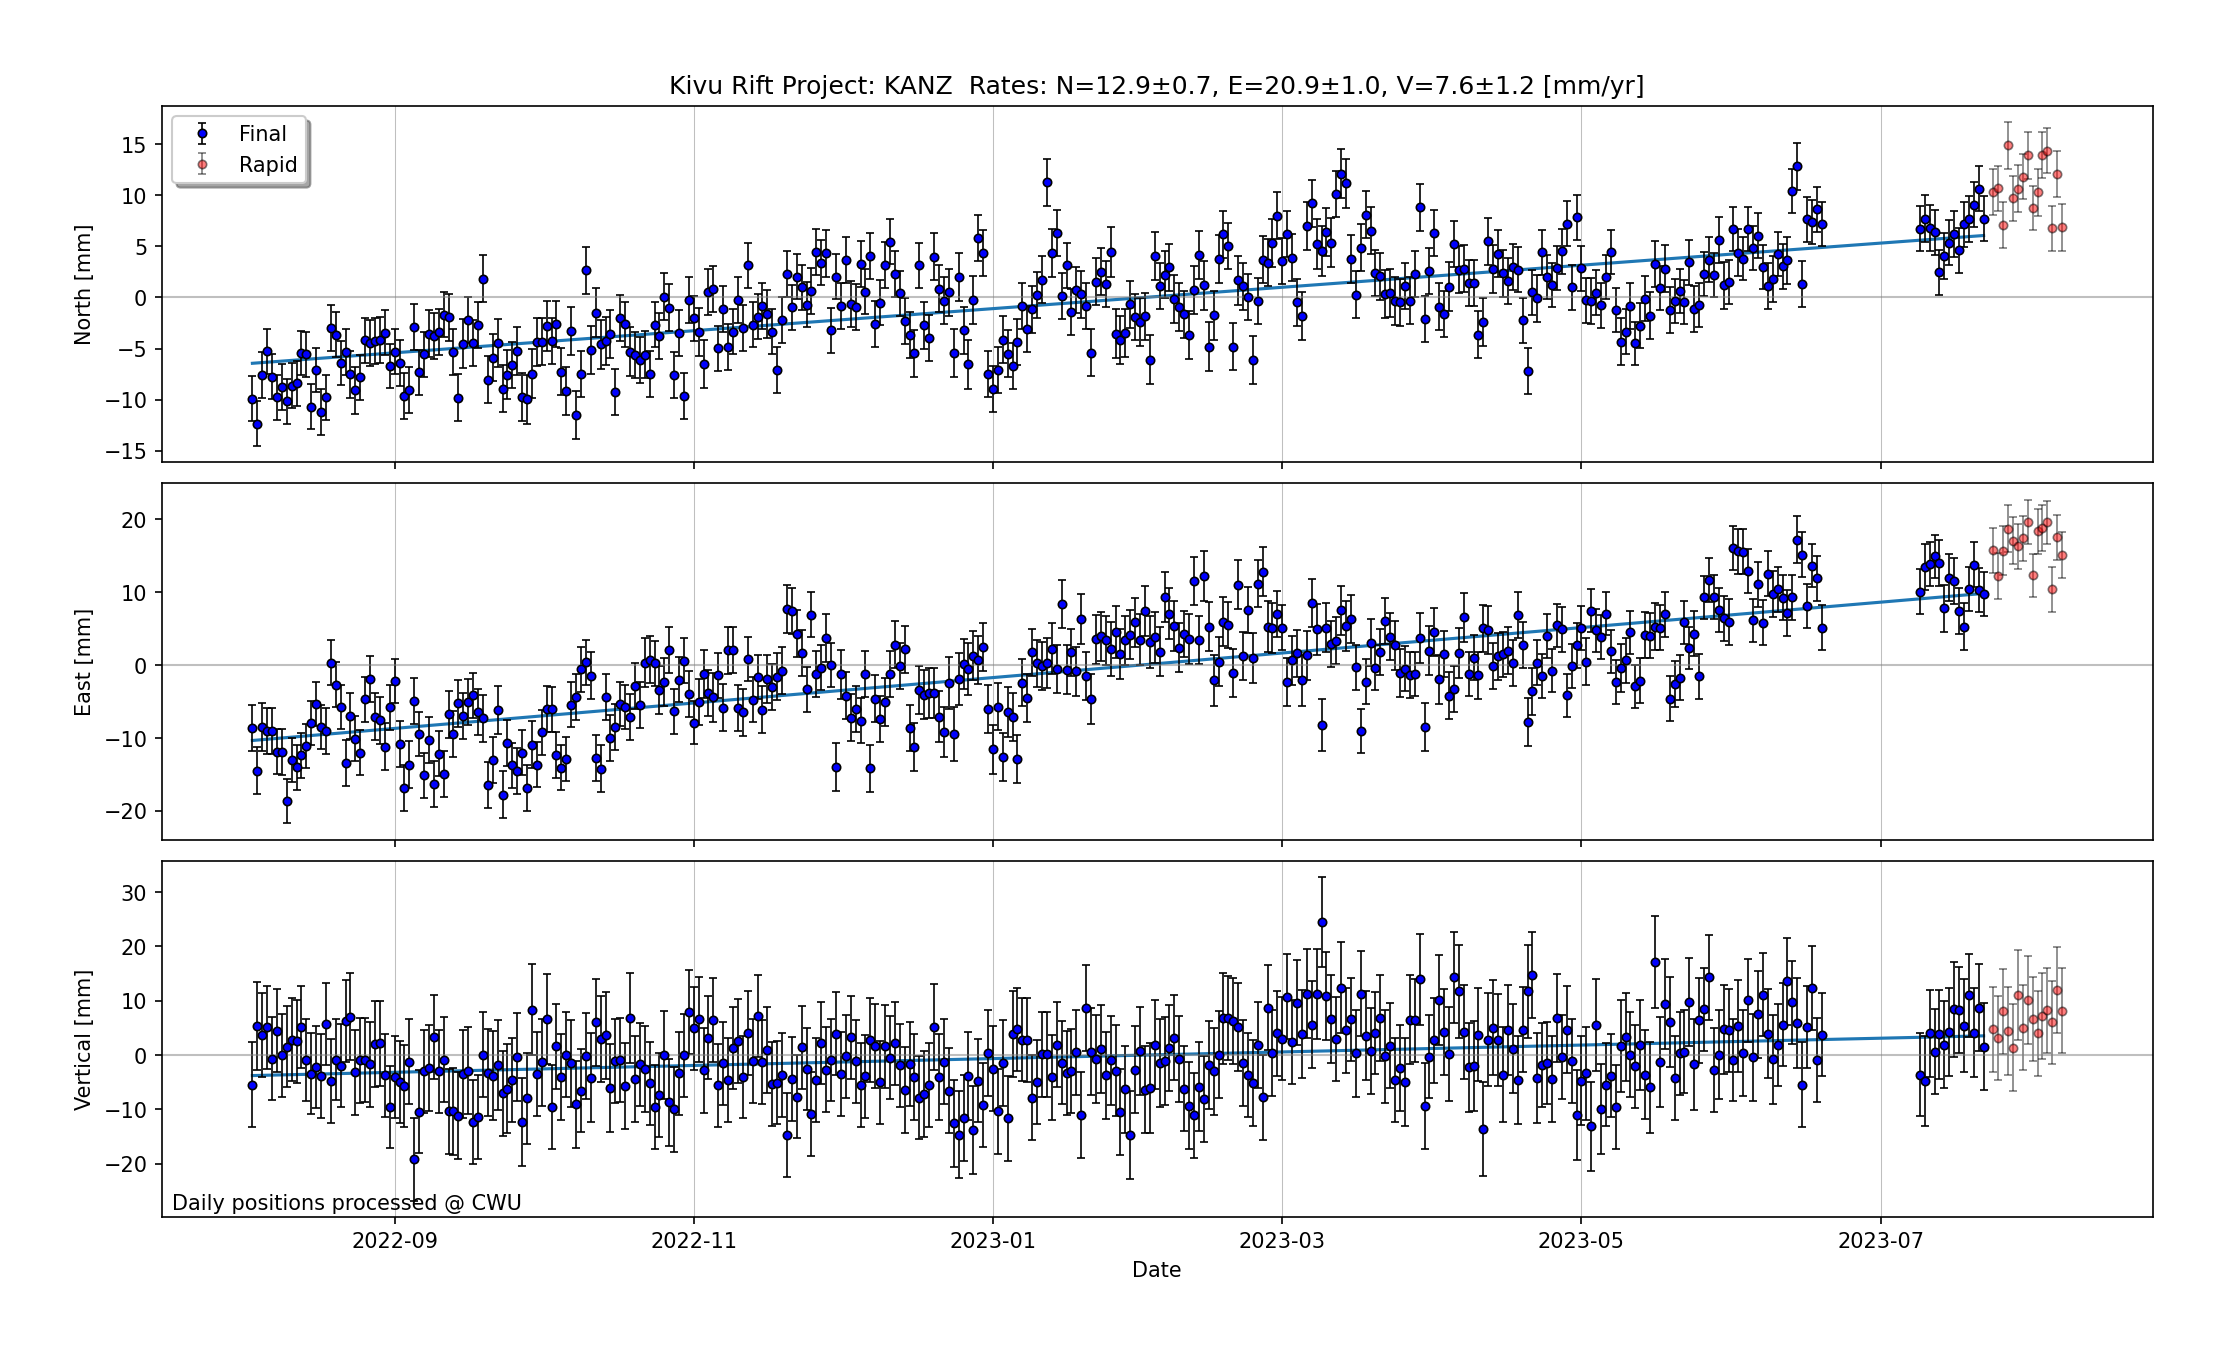 Kivu Rift Project: KANZ  Rates: N=12.9±0.7, E=20.9±1.0, V=7.6±1.2 [mm/yr]
Final
Rapid
North [mm]
15
10
5
0
−5
−10
−15
East [mm]
20
10
0
−10
−20
Vertical [mm]
30
20
10
0
−10
−20
Daily positions processed @ CWU
2022-09 2022-11 2023-01 2023-03 2023-05 2023-07
Date